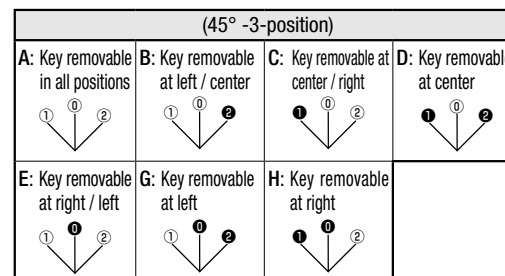 (45° -3-position)
A: Key removable in all positions
① ⓪ ②
B: Key removable at left / center
① ⓪ ❷
C: Key removable at center / right
❶ ⓪ ②
D: Key removable at center
❶ ⓪ ❷
E: Key removable at right / left
① ⓿ ②
G: Key removable at left
① ⓿ ❷
H: Key removable at right
❶ ⓿ ②